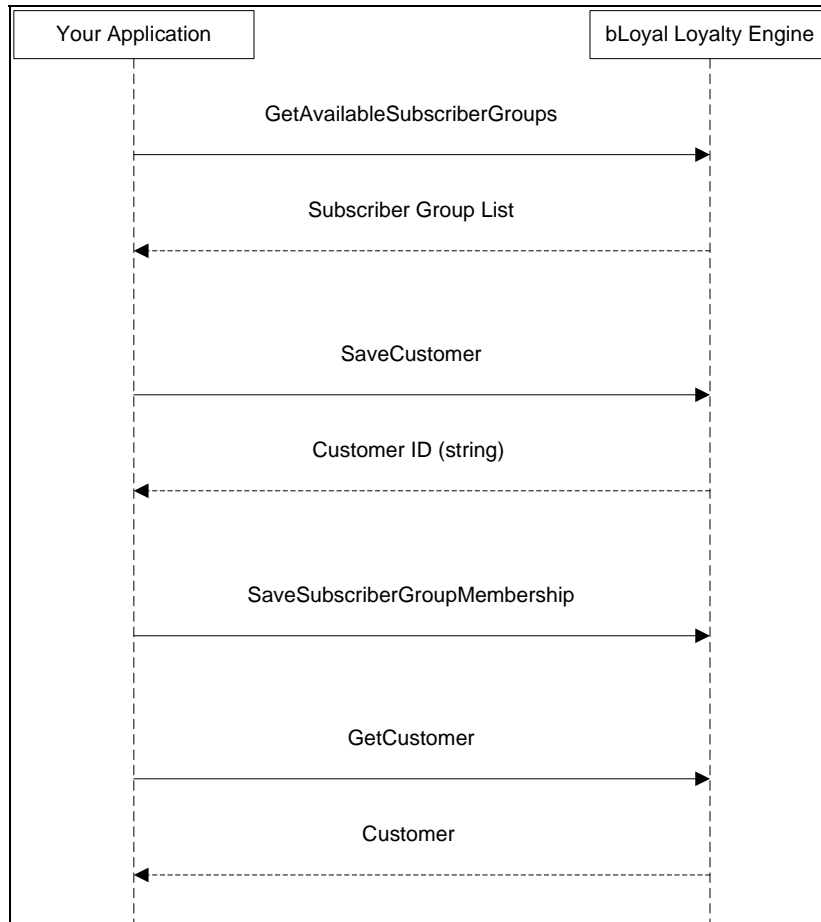 Your Application
bLoyal Loyalty Engine
GetAvailableSubscriberGroups
Subscriber Group List
SaveCustomer
Customer ID (string)
SaveSubscriberGroupMembership
GetCustomer
Customer